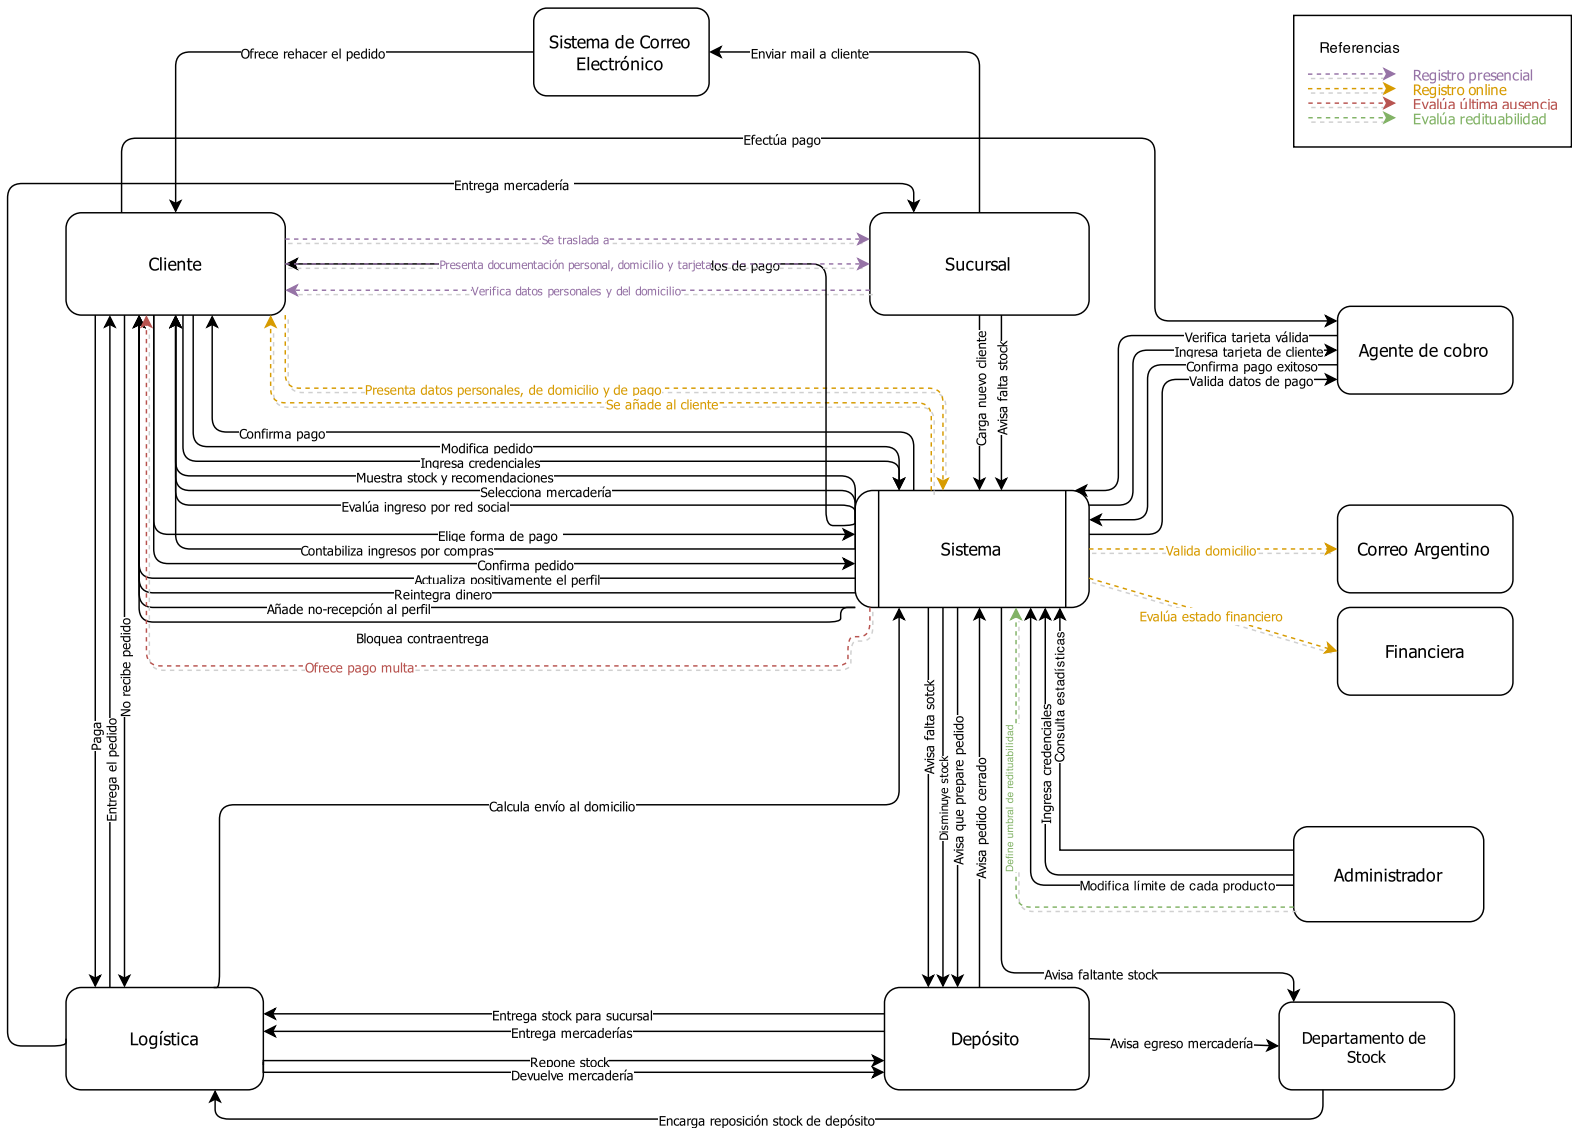 Sistema de Correo
Electrónico
Ofrece rehacer el pedido
Enviar mail a cliente
Referencias
Registro presencial
Registro online
Evalúa última ausencia
Evalúa redituabilidad
Efectúa pago
Entrega mercadería
Cliente
Sucursal
Se traslada a
Presenta documentación personal, domicilio y tarjeta
los de pago
Verifica datos personales y del domicilio
Agente de cobro
Verifica tarjeta válida
Ingresa tarjeta de cliente
Confirma pago exitoso
Valida datos de pago
Carga nuevo cliente
Avisa falta stock
Presenta datos personales, de domicilio y de pago
Se añade al cliente
Confirma pago
Modifica pedido
Ingresa credenciales
Muestra stock y recomendaciones
Selecciona mercadería
Evalúa ingreso por red social
Elige forma de pago
Contabiliza ingresos por compras
Confirma pedido
Actualiza positivamente el perfil
Reintegra dinero
Añade no-recepción al perfil
Bloquea contraentrega
Ofrece pago multa
Sistema
Valida domicilio
Correo Argentino
Evalúa estado financiero
Financiera
Paga
Entrega el pedido
No recibe pedido
Avisa falta sotck
Disminuye stock
Avisa que prepare pedido
Avisa pedido cerrado
Define umbral de redituabilidad
Ingresa credenciales
Consulta estadísticas
Calcula envío al domicilio
Administrador
Modifica límite de cada producto
Avisa faltante stock
Logística
Entrega stock para sucursal
Entrega mercaderías
Repone stock
Devuelve mercadería
Depósito
Avisa egreso mercadería
Departamento de
Stock
Encarga reposición stock de depósito